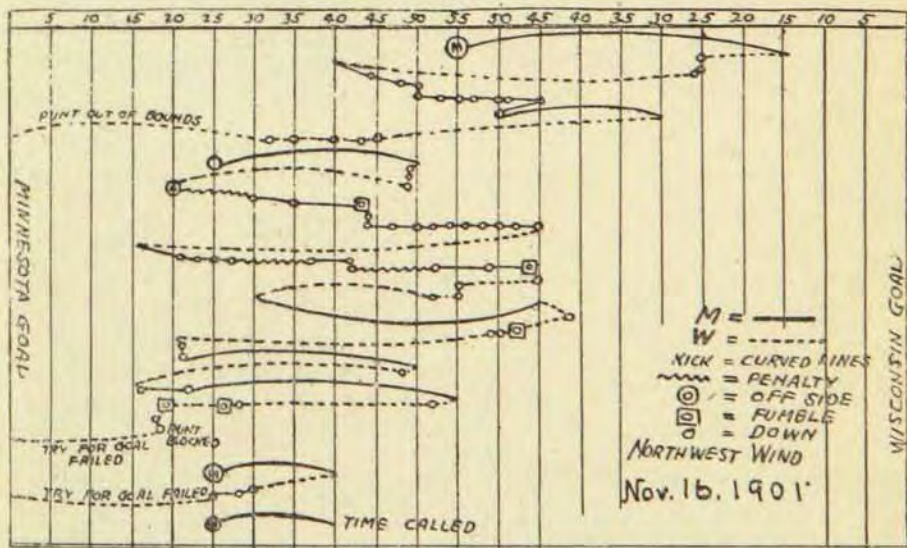 5 10 15 20 25 30 35 40 45 50 55 50 45 40 35 30 25 20 15 10 5
M
PUNT OUT OF BOUNDS
MINNESOTA GOAL
WISCONSIN GOAL
M =
W =
KICK = CURVED LINES
= PENALTY
= OFF SIDE
= FUMBLE
= DOWN
NORTHWEST WIND
Nov. 16. 1901
PUNT
BLOCKED
TRY FOR GOAL
FAILED
TRY FOR GOAL FAILED
TIME CALLED